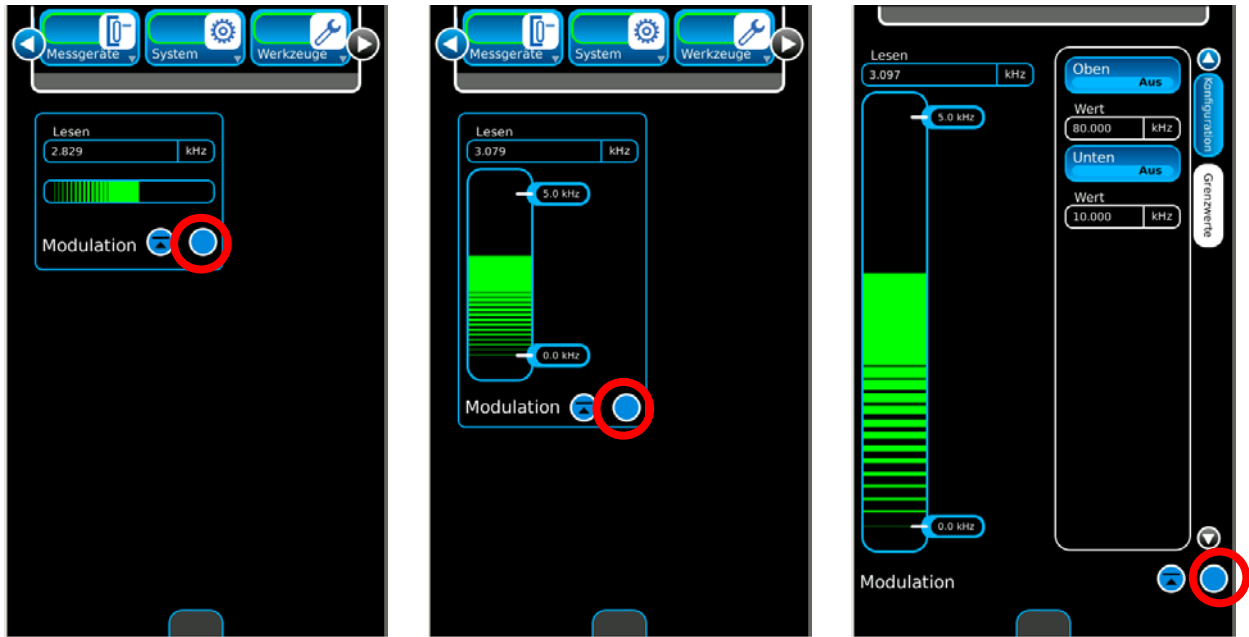 Messgeräte
System
Werkzeuge
Lesen
2.829 kHz
Modulation
Messgeräte
System
Werkzeuge
Lesen
3.079 kHz
5.0 kHz
0.0 kHz
Modulation
Lesen
3.097 kHz
5.0 kHz
0.0 kHz
Oben
Aus
Wert
80.000 kHz
Unten
Aus
Wert
10.000 kHz
Konfiguration
Grenzwerte
Modulation